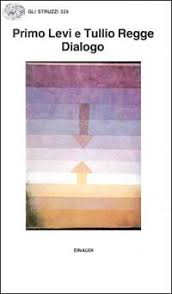 GLI STRUZZI 329
Primo Levi e Tullio Regge
Dialogo
EINAUDI